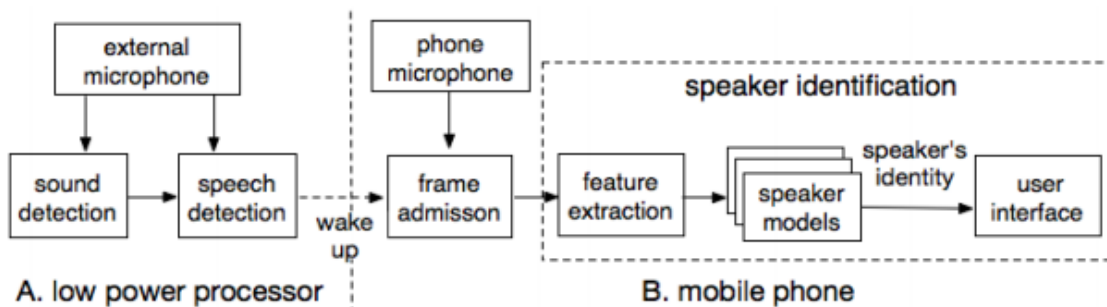 external
microphone
phone
microphone
speaker identification
sound
detection
speech
detection
wake
up
frame
admisson
feature
extraction
speaker
models
speaker's
identity
user
interface
A. low power processor
B. mobile phone